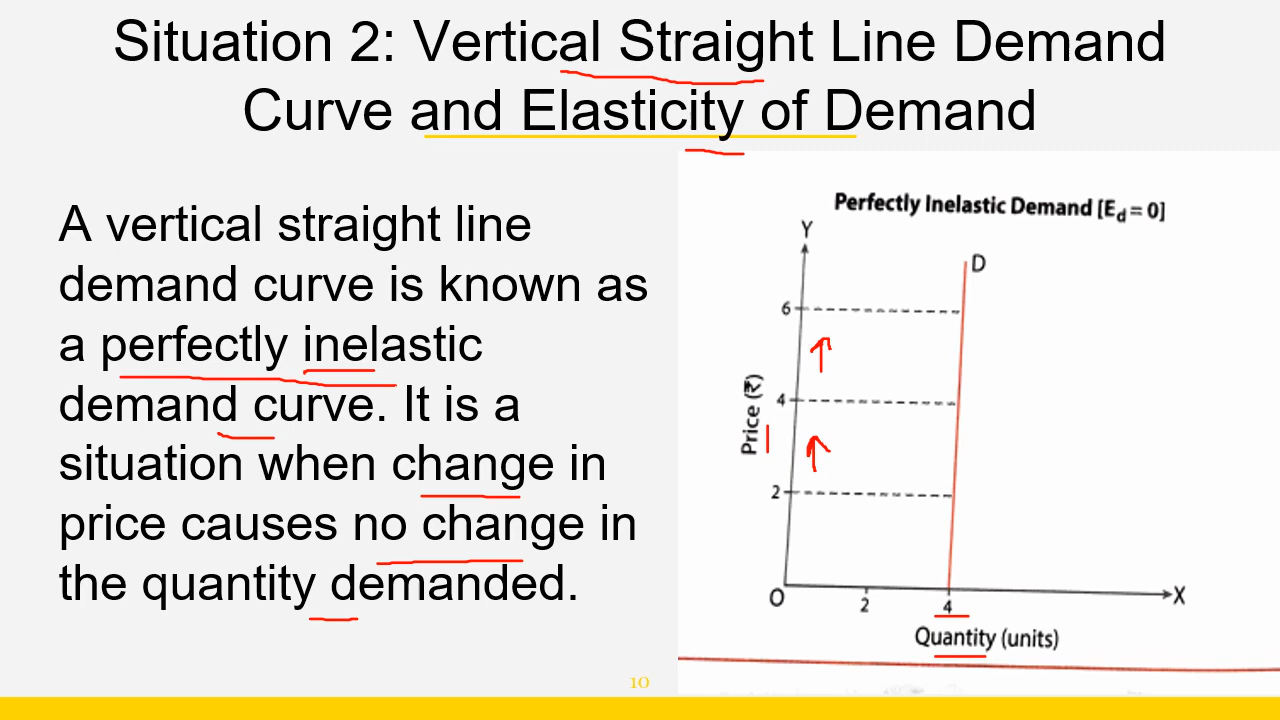 Situation 2: Vertical Straight Line Demand
Curve and Elasticity of Demand
A vertical straight line
demand curve is known as
a perfectly inelastic
demand curve. It is a
situation when change in
price causes no change in
the quantity demanded.
Perfectly Inelastic Demand [Ed = 0]
Y
D
6
4
2
Price (₹)
O
2
4
X
Quantity (units)
10